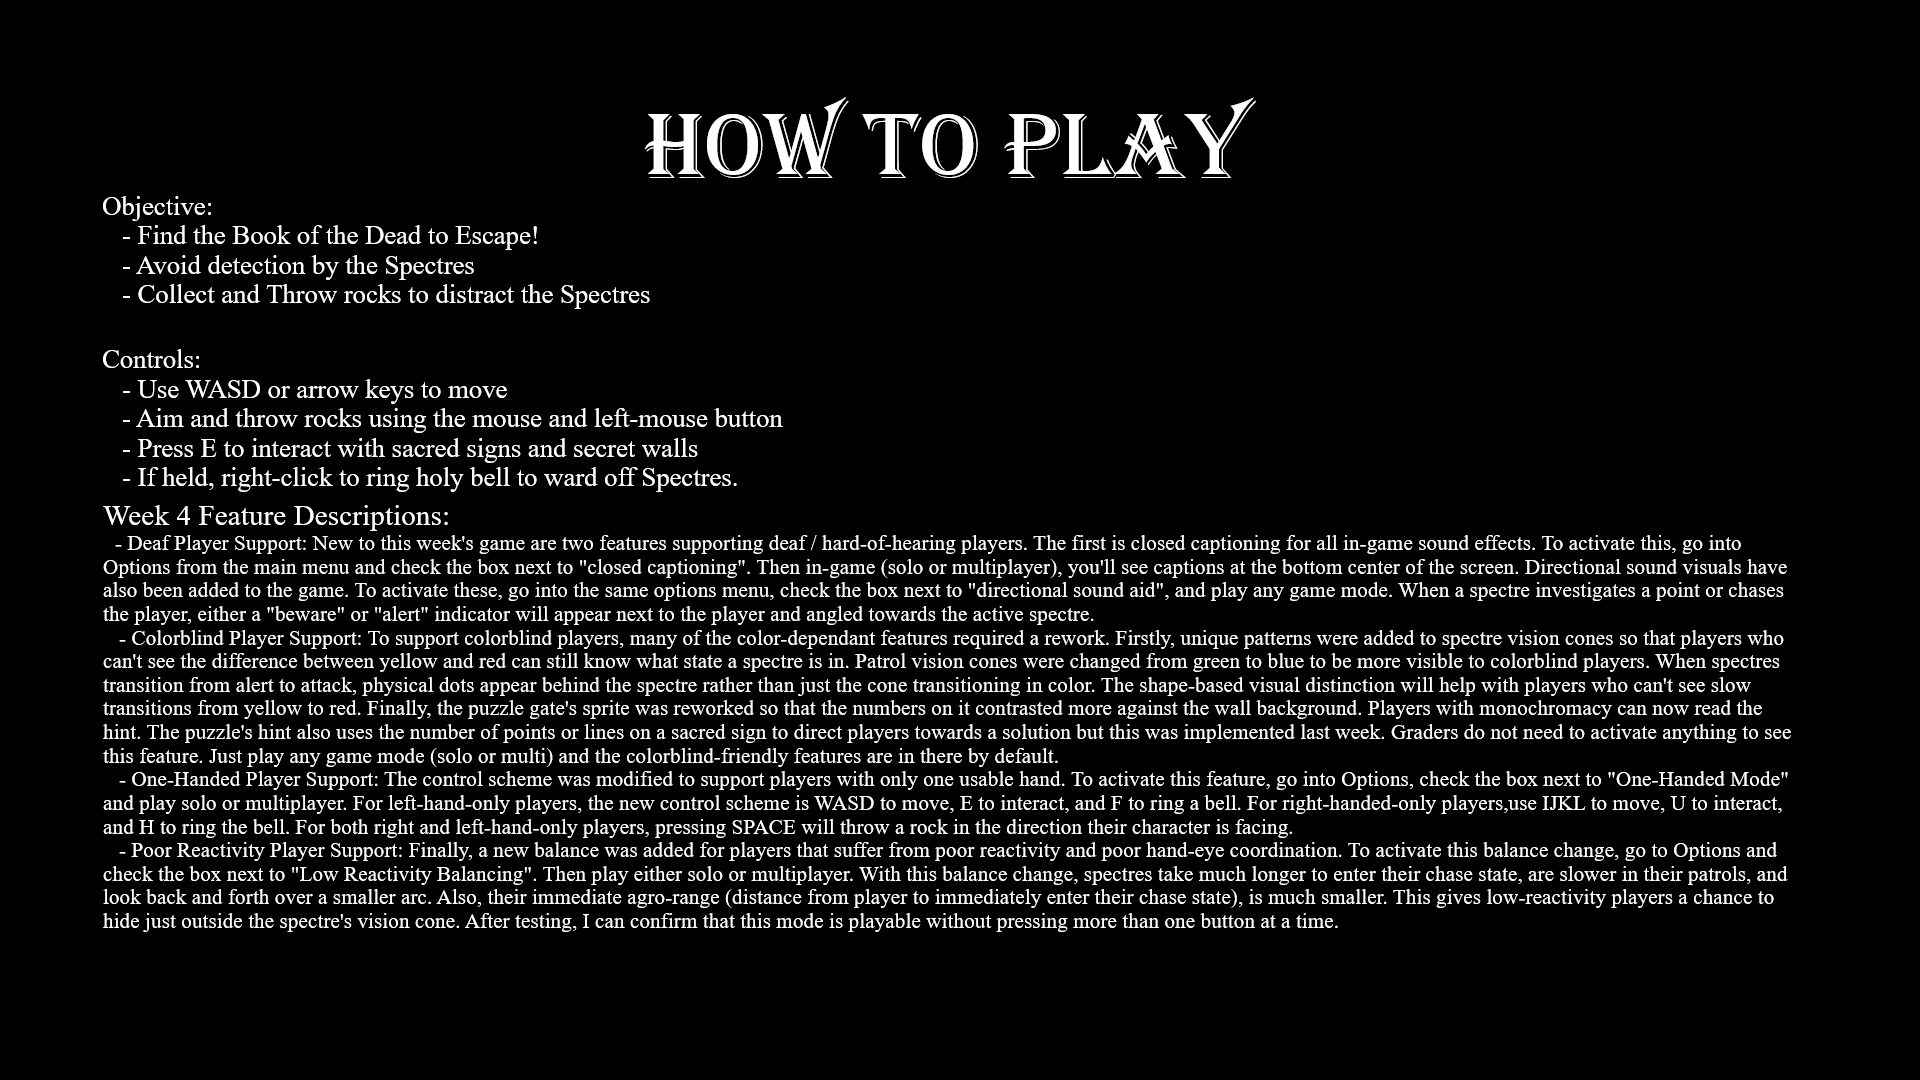 HOW TO PLAY
Objective:
- Find the Book of the Dead to Escape!
- Avoid detection by the Spectres
- Collect and Throw rocks to distract the Spectres
Controls:
- Use WASD or arrow keys to move
- Aim and throw rocks using the mouse and left-mouse button
- Press E to interact with sacred signs and secret walls
- If held, right-click to ring holy bell to ward off Spectres.
Week 4 Feature Descriptions:
- Deaf Player Support: New to this week's game are two features supporting deaf / hard-of-hearing players. The first is closed captioning for all in-game sound effects. To activate this, go into
Options from the main menu and check the box next to "closed captioning". Then in-game (solo or multiplayer), you'll see captions at the bottom center of the screen. Directional sound visuals have
also been added to the game. To activate these, go into the same options menu, check the box next to "directional sound aid", and play any game mode. When a spectre investigates a point or chases
the player, either a "beware" or "alert" indicator will appear next to the player and angled towards the active spectre.
- Colorblind Player Support: To support colorblind players, many of the color-dependant features required a rework. Firstly, unique patterns were added to spectre vision cones so that players who
can't see the difference between yellow and red can still know what state a spectre is in. Patrol vision cones were changed from green to blue to be more visible to colorblind players. When spectres
transition from alert to attack, physical dots appear behind the spectre rather than just the cone transitioning in color. The shape-based visual distinction will help with players who can't see slow
transitions from yellow to red. Finally, the puzzle gate's sprite was reworked so that the numbers on it contrasted more against the wall background. Players with monochromacy can now read the
hint. The puzzle's hint also uses the number of points or lines on a sacred sign to direct players towards a solution but this was implemented last week. Graders do not need to activate anything to see
this feature. Just play any game mode (solo or multi) and the colorblind-friendly features are in there by default.
- One-Handed Player Support: The control scheme was modified to support players with only one usable hand. To activate this feature, go into Options, check the box next to "One-Handed Mode"
and play solo or multiplayer. For left-hand-only players, the new control scheme is WASD to move, E to interact, and F to ring a bell. For right-handed-only players,use IJKL to move, U to interact,
and H to ring the bell. For both right and left-hand-only players, pressing SPACE will throw a rock in the direction their character is facing.
- Poor Reactivity Player Support: Finally, a new balance was added for players that suffer from poor reactivity and poor hand-eye coordination. To activate this balance change, go to Options and
check the box next to "Low Reactivity Balancing". Then play either solo or multiplayer. With this balance change, spectres take much longer to enter their chase state, are slower in their patrols, and
look back and forth over a smaller arc. Also, their immediate agro-range (distance from player to immediately enter their chase state), is much smaller. This gives low-reactivity players a chance to
hide just outside the spectre's vision cone. After testing, I can confirm that this mode is playable without pressing more than one button at a time.